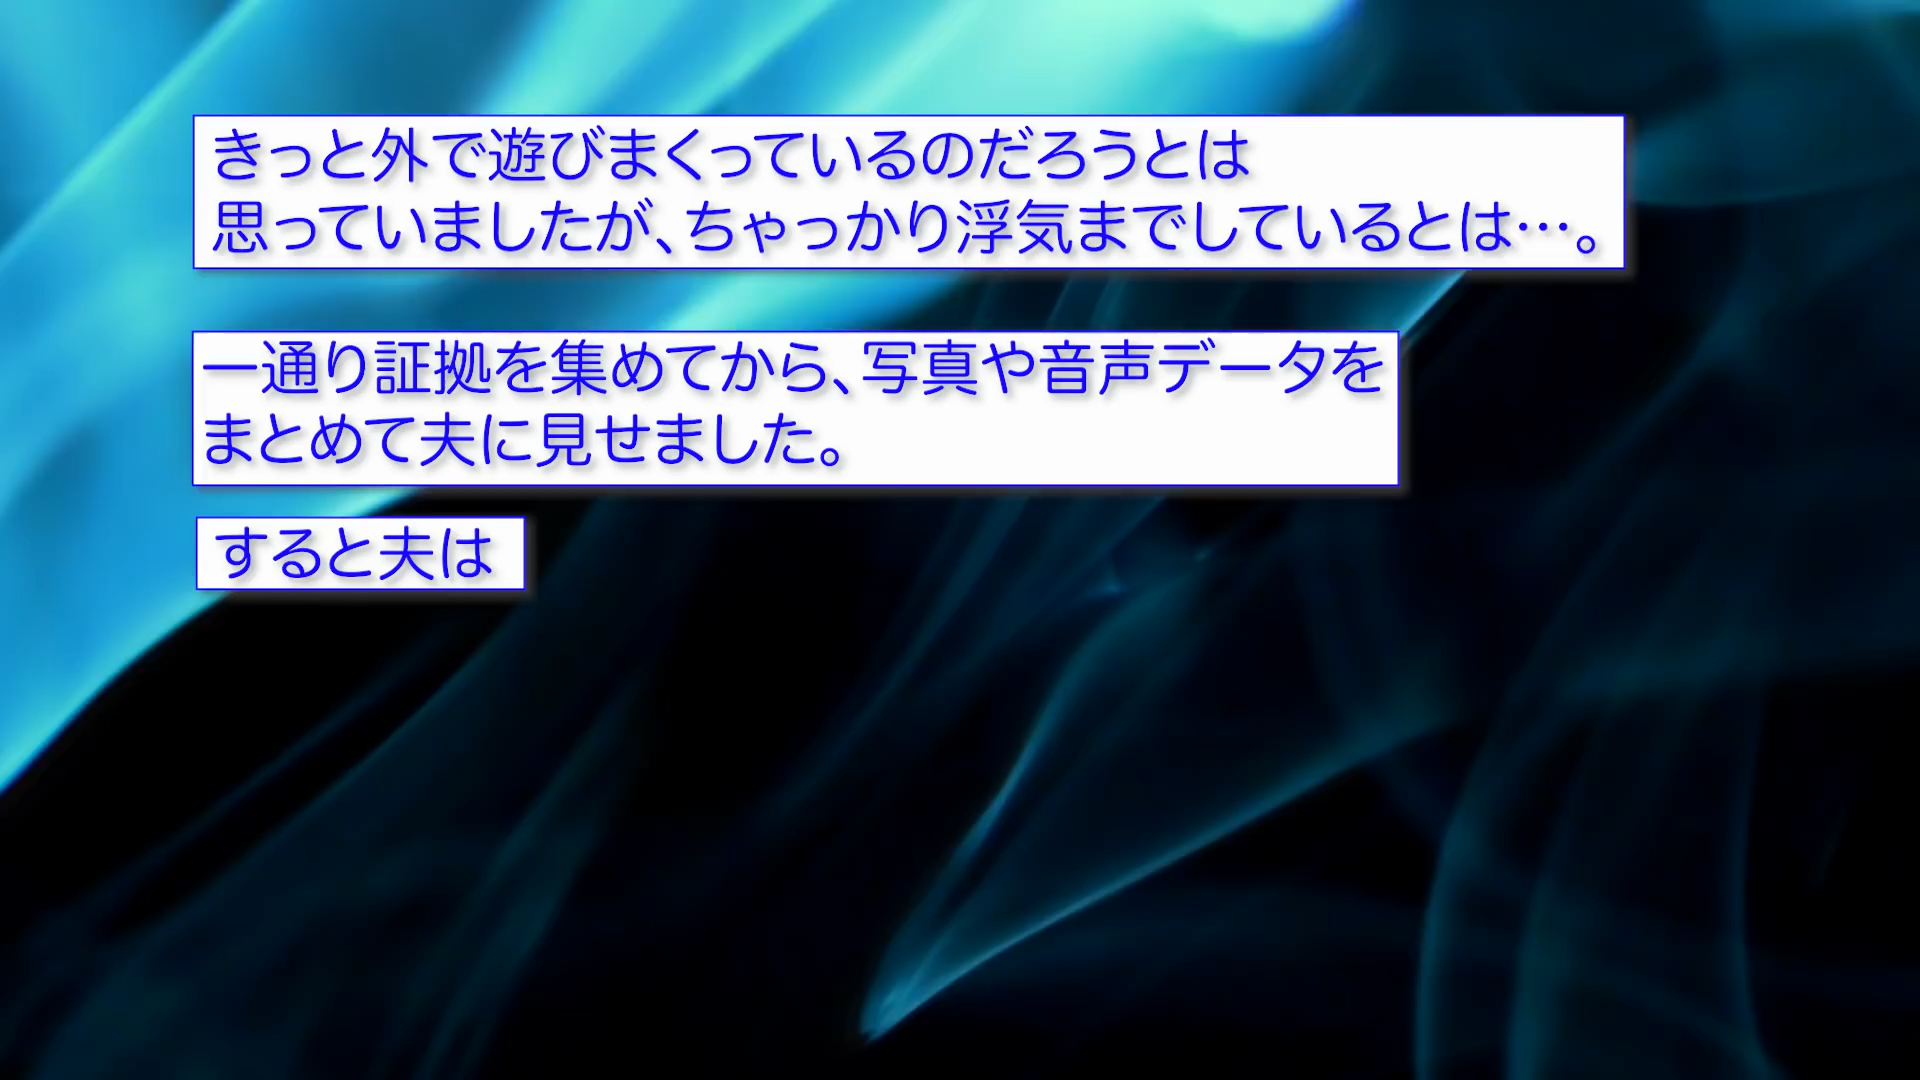 きっと外で遊びまくっているのだろうとは
思っていましたが、ちゃっかり浮気までしているとは…。
一通り証拠を集めてから、写真や音声データを
まとめて夫に見せました。
すると夫は